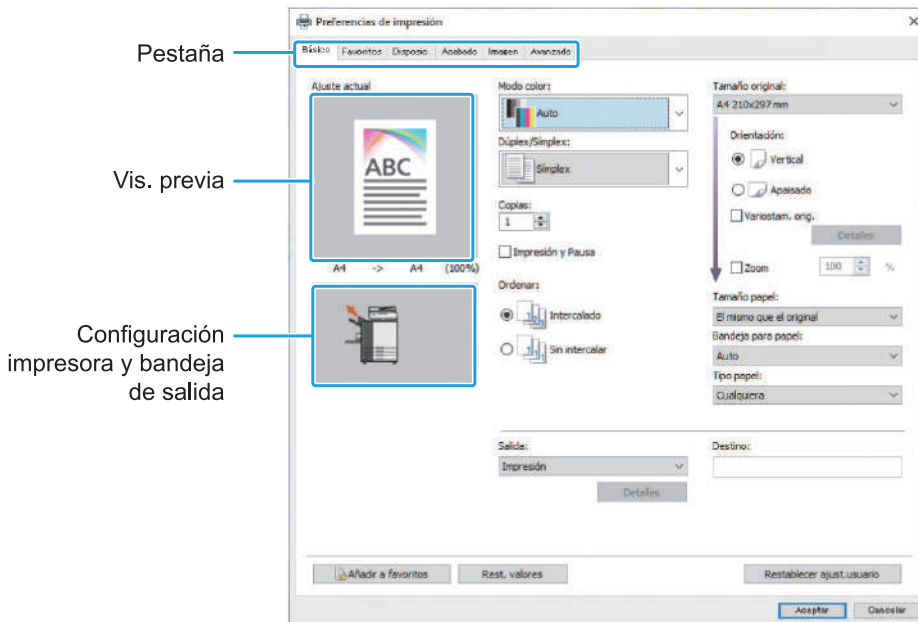 Preferencias de impresión
Básico Favoritos Disposic. Acabado Imagen Avanzado
Pestaña
Ajuste actual
ABC
Vis. previa
A4 -> A4 (100%)
Configuración
impresora y bandeja
de salida
Modo color:
Auto
Dúplex/Símplex:
Símplex
Copias:
1
Impresión y Pausa
Ordenar:
Intercalado
Sin intercalar
Tamaño original:
A4 210x297 mm
Orientación:
Vertical
Apaisado
Variostam. orig.
Detalles
Zoom 100 %
Tamaño papel:
El mismo que el original
Bandeja para papel:
Auto
Tipo papel:
Cualquiera
Salida:
Impresión
Detalles
Destino:
Añadir a favoritos Rest. valores Restablecer ajust.usuario
Aceptar Cancelar